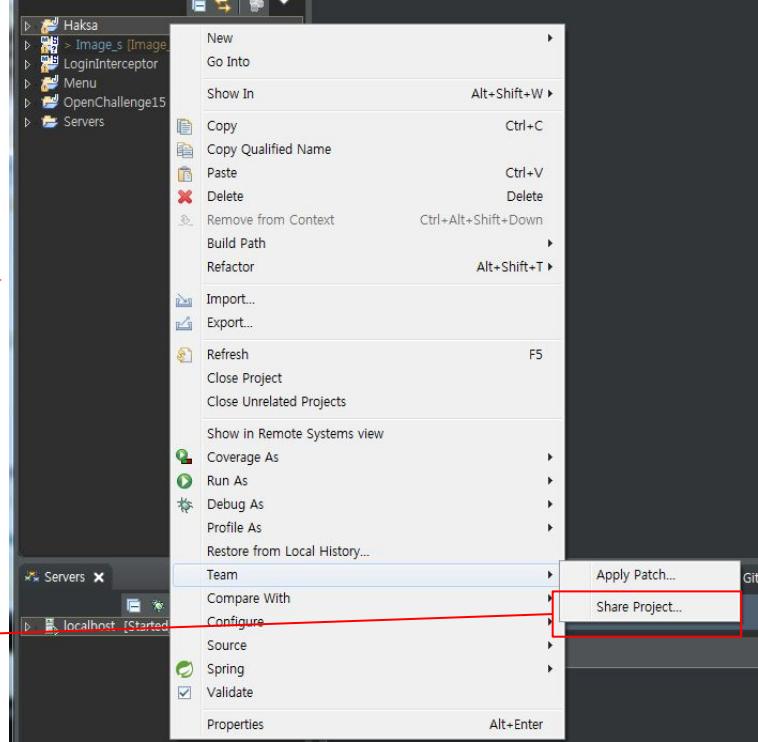 Haksa
> Image_s [Image_
LoginInterceptor
Menu
OpenChallenge15
Servers
New
Go Into
Show In Alt+Shift+W
Copy Ctrl+C
Copy Qualified Name
Paste Ctrl+V
Delete Delete
Remove from Context Ctrl+Alt+Shift+Down
Build Path
Refactor Alt+Shift+T
Import...
Export...
Refresh F5
Close Project
Close Unrelated Projects
Show in Remote Systems view
Coverage As
Run As
Debug As
Profile As
Restore from Local History...
Team
Compare With
Configure
Source
Spring
Validate
Properties Alt+Enter
Apply Patch...
Share Project...
Servers
localhost [Started
Git